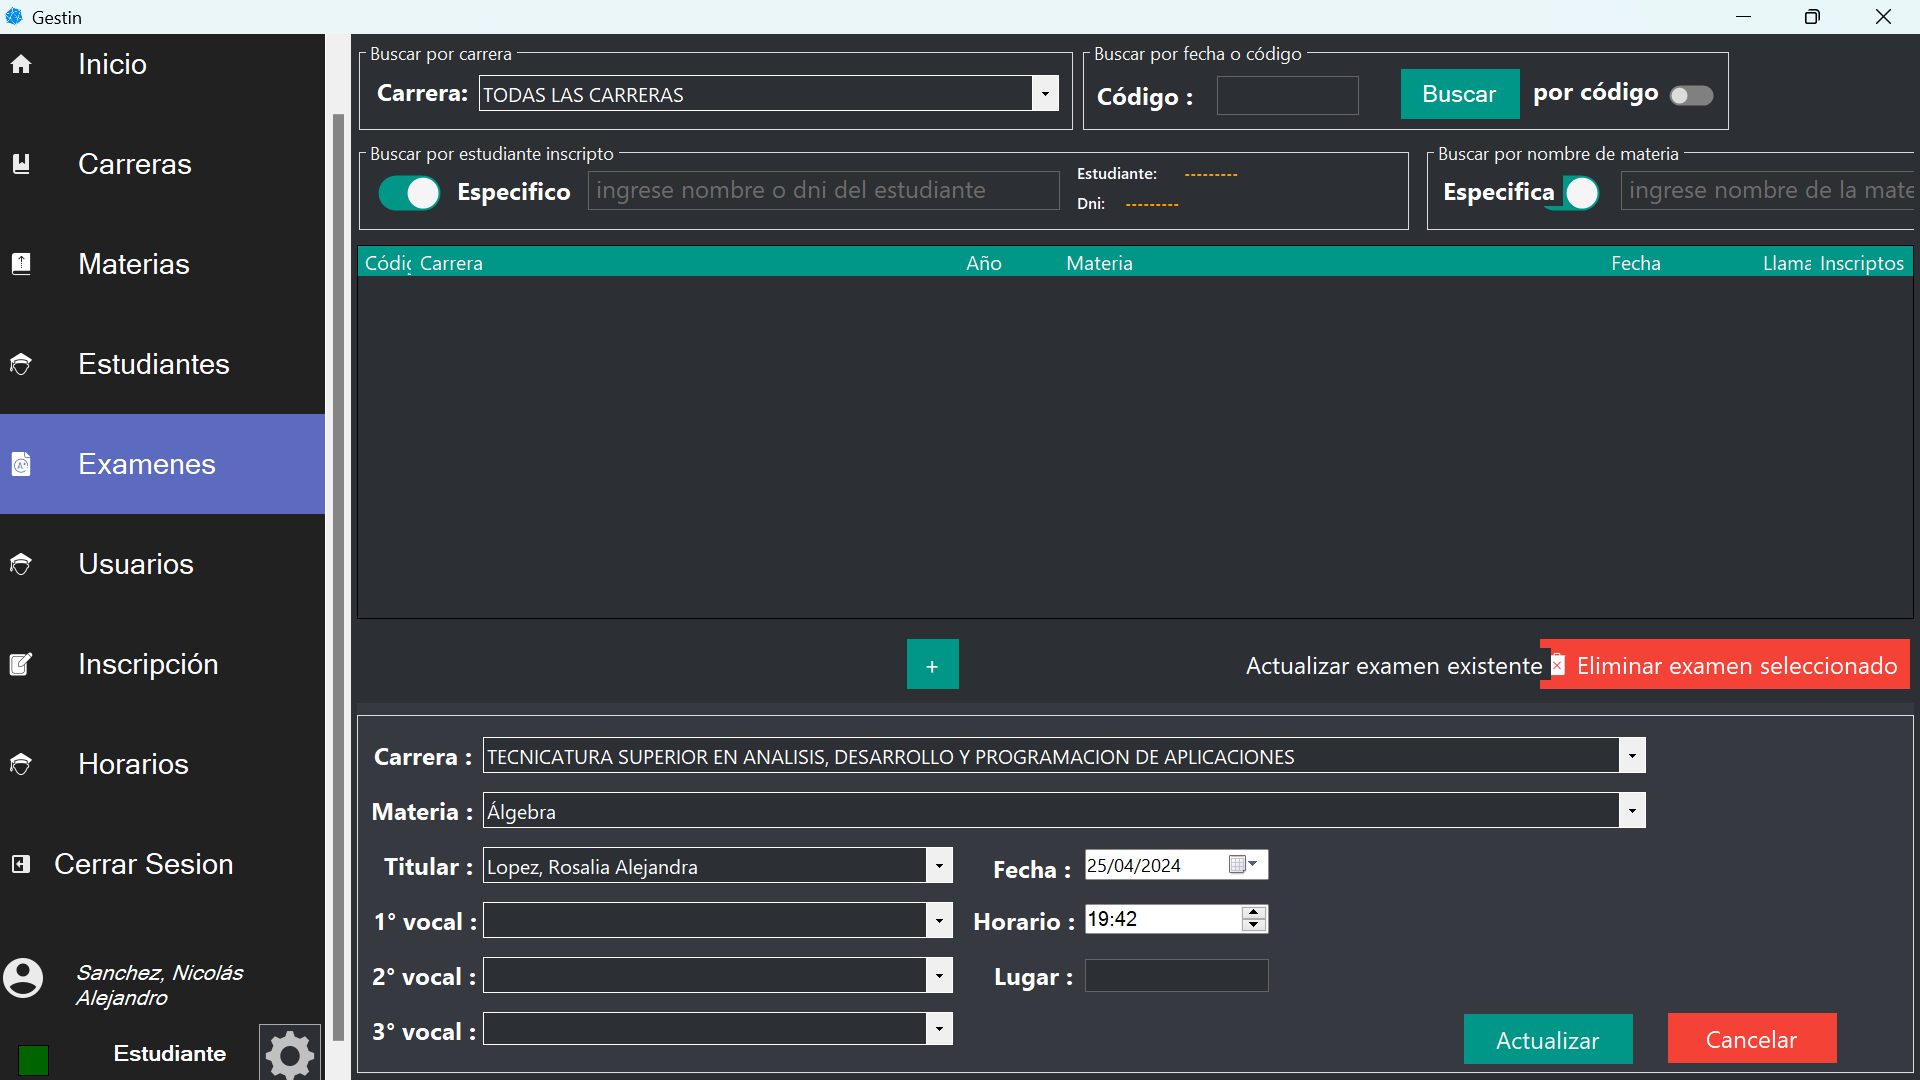 Gestin
Inicio
Carreras
Materias
Estudiantes
Examenes
Usuarios
Inscripción
Horarios
Cerrar Sesion
Sanchez, Nicolás
Alejandro
Estudiante
Buscar por carrera
Carrera: TODAS LAS CARRERAS
Buscar por fecha o código
Código : Buscar por código
Buscar por estudiante inscripto
Especifico ingrese nombre o dni del estudiante
Estudiante: ---------
Dni: ---------
Buscar por nombre de materia
Especifica ingrese nombre de la mate
Códig Carrera Año Materia Fecha Llama Inscriptos
+ Actualizar examen existente Eliminar examen seleccionado
Carrera : TECNICATURA SUPERIOR EN ANALISIS, DESARROLLO Y PROGRAMACION DE APLICACIONES
Materia : Álgebra
Titular : Lopez, Rosalia Alejandra Fecha : 25/04/2024
1° vocal : Horario : 19:42
2° vocal : Lugar :
3° vocal :
Actualizar Cancelar